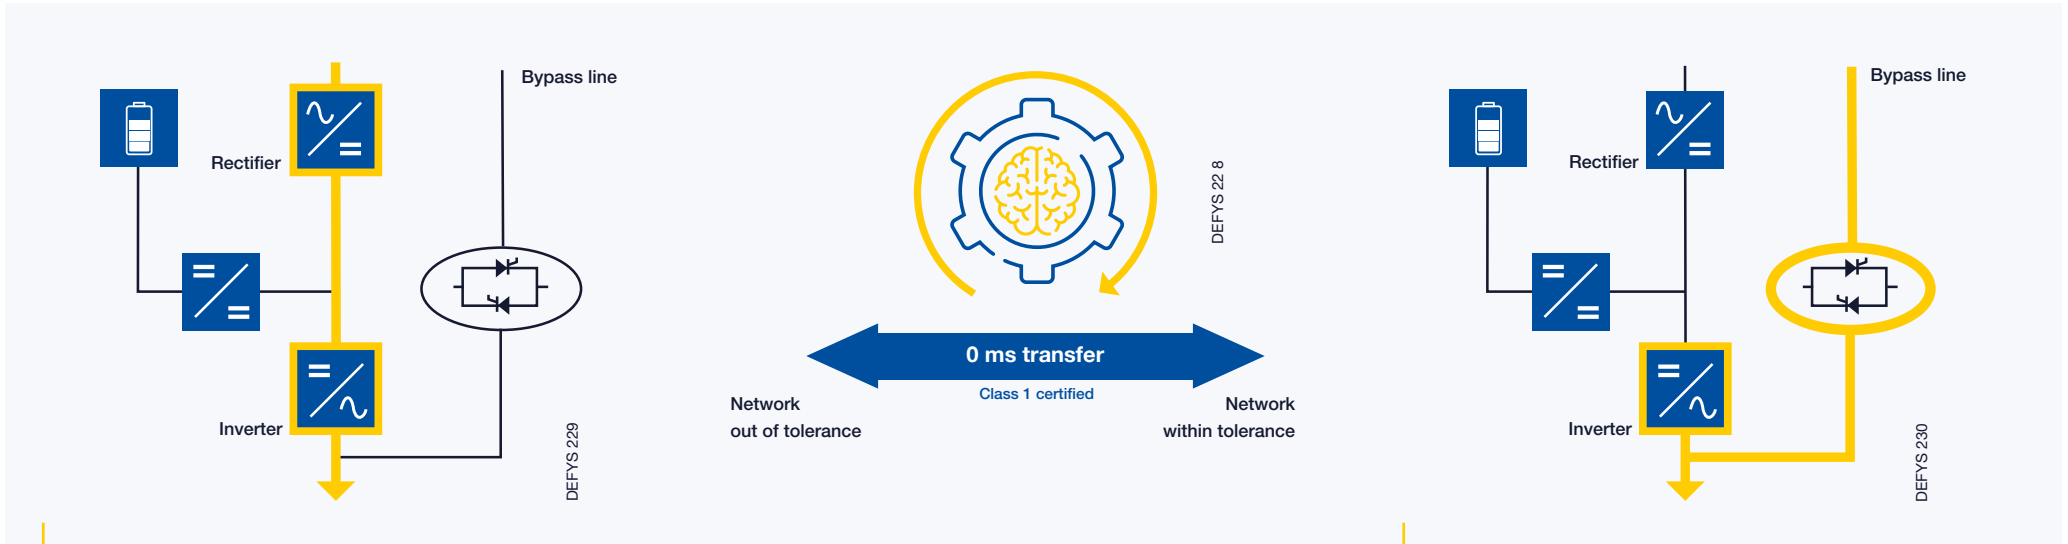 Bypass line
Rectifier
Inverter
DEFYS 229
DEFYS 22 8
0 ms transfer
Class 1 certified
Network
out of tolerance
Network
within tolerance
Bypass line
Rectifier
Inverter
DEFYS 230